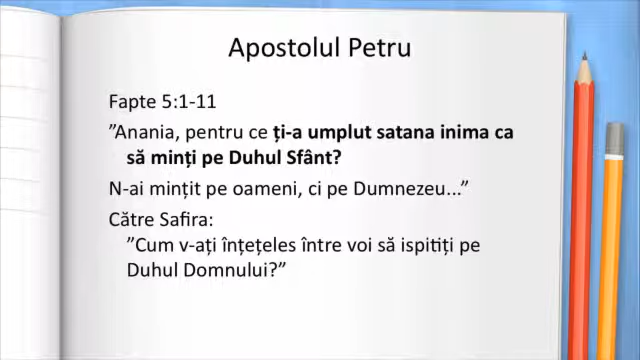 Apostolul Petru
Fapte 5:1-11
”Anania, pentru ce ți-a umplut satana inima ca
să minți pe Duhul Sfânt?
N-ai mințit pe oameni, ci pe Dumnezeu...”
Către Safira:
”Cum v-ați înțeteles între voi să ispitiți pe
Duhul Domnului?”